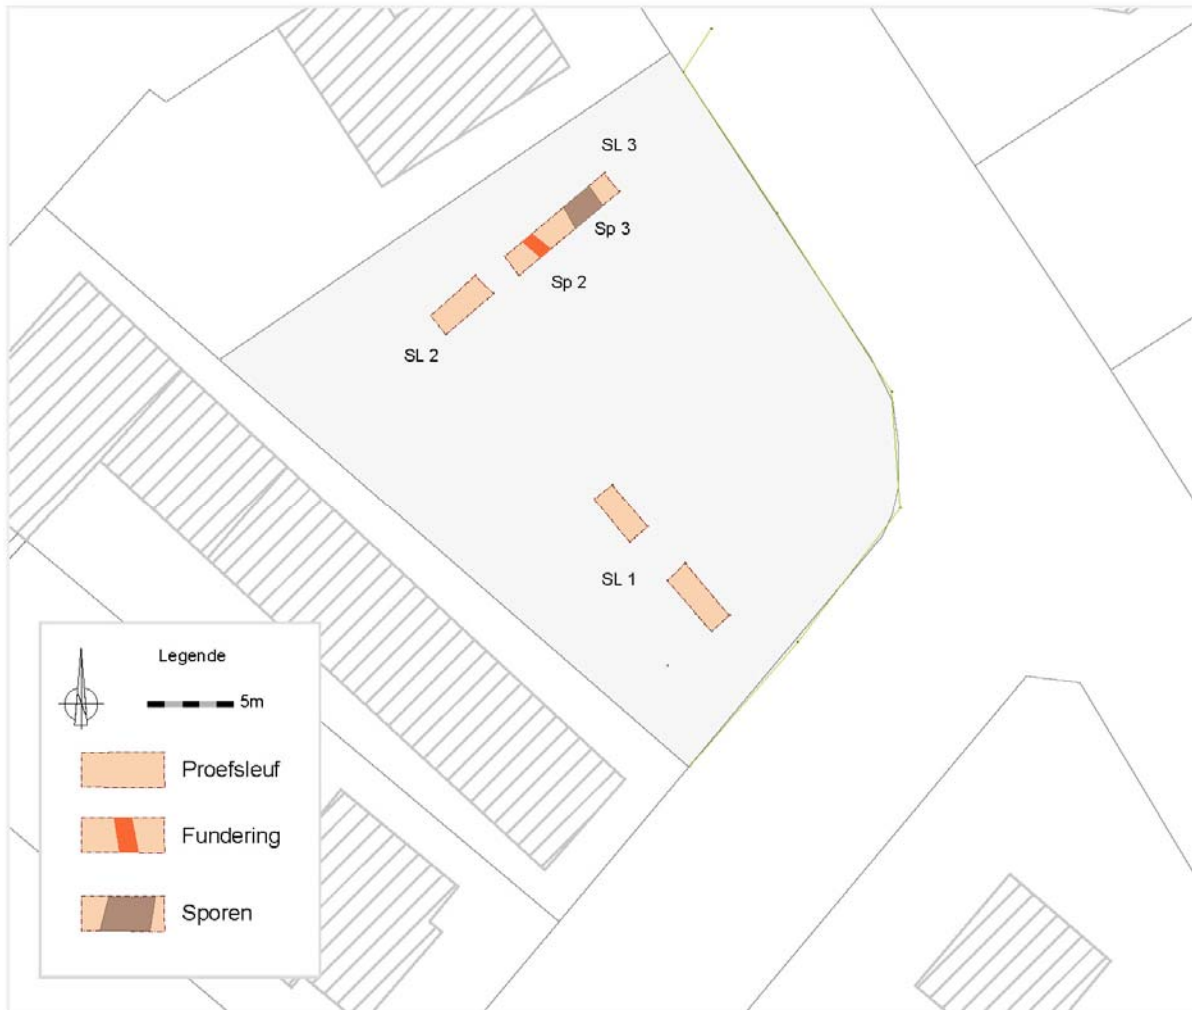 SL 3
Sp 3
Sp 2
SL 2
SL 1
Legende
5m
Proefsleuf
Fundering
Sporen